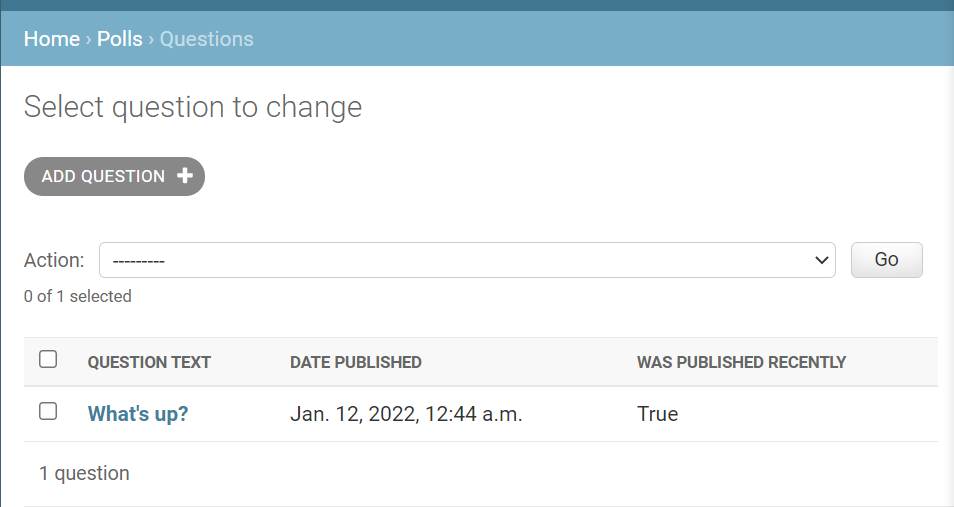 Home › Polls › Questions
Select question to change
ADD QUESTION +
Action: --------- Go
0 of 1 selected
QUESTION TEXT DATE PUBLISHED WAS PUBLISHED RECENTLY
What's up? Jan. 12, 2022, 12:44 a.m. True
1 question